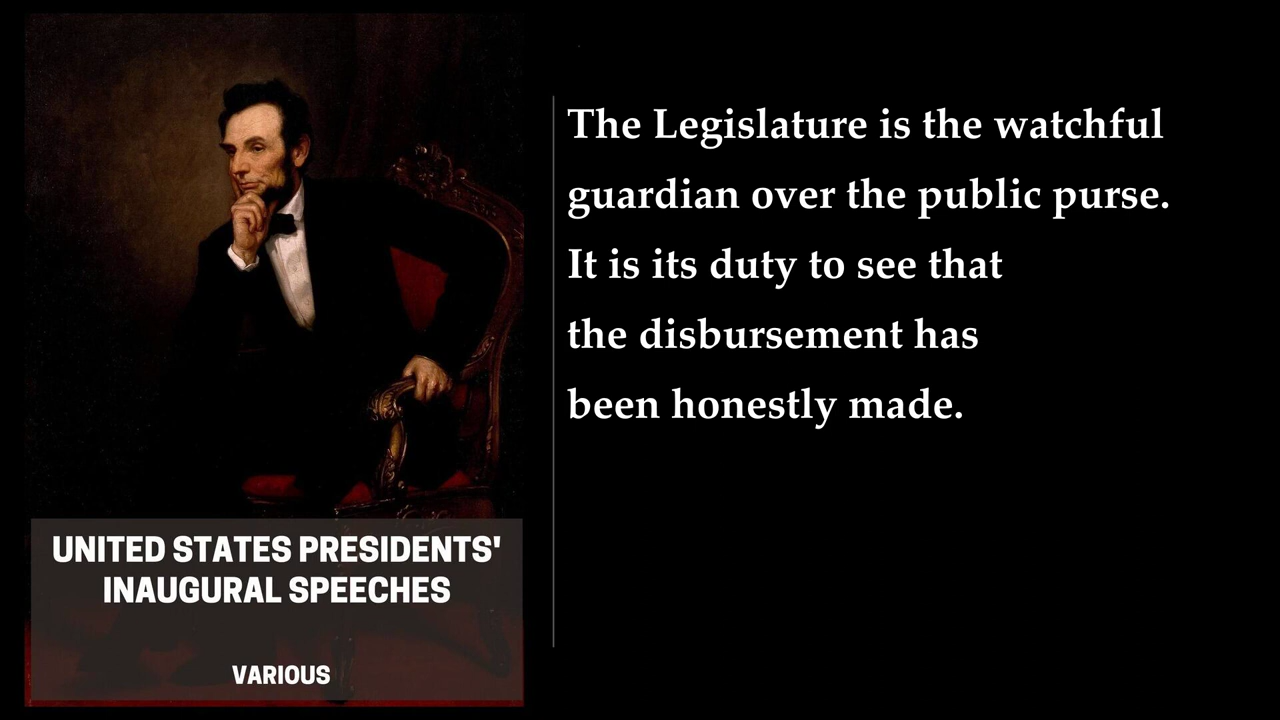 The Legislature is the watchful
guardian over the public purse.
It is its duty to see that
the disbursement has
been honestly made.
UNITED STATES PRESIDENTS'
INAUGURAL SPEECHES
VARIOUS